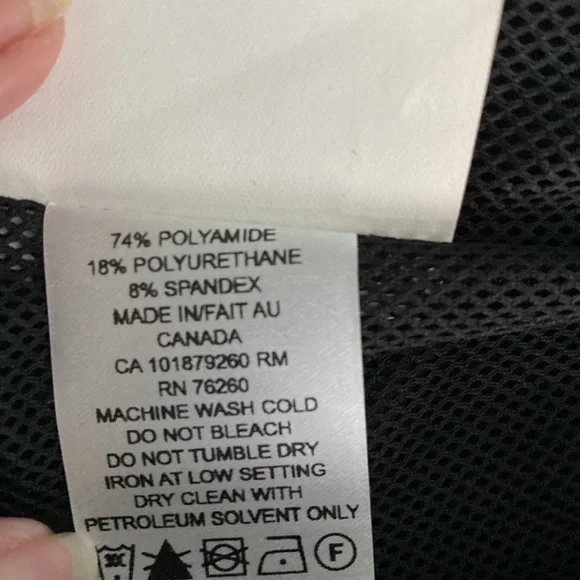 74% POLYAMIDE
18% POLYURETHANE
8% SPANDEX
MADE IN/FAIT AU
CANADA
CA 101879260 RM
RN 76260
MACHINE WASH COLD
DO NOT BLEACH
DO NOT TUMBLE DRY
IRON AT LOW SETTING
DRY CLEAN WITH
PETROLEUM SOLVENT ONLY
F